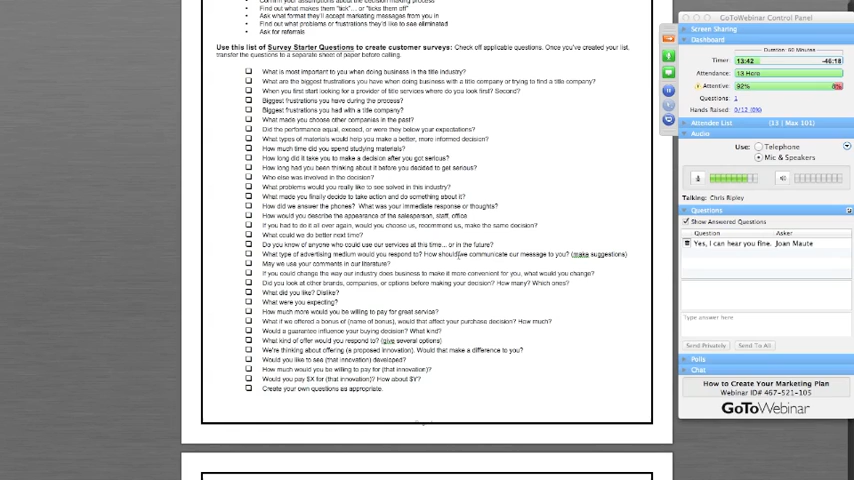 Confirm your assumptions about the decision making process
Find out what makes them "tick"... or "ticks them off"
Ask what format they'll accept marketing messages from you in
Find out what problems or frustrations they'd like to see eliminated
Ask for referrals
Use this list of Survey Starter Questions to create customer surveys: Check off applicable questions. Once you've created your list,
transfer the questions to a separate sheet of paper before calling.
What is most important to you when doing business in the title industry?
What are the biggest frustrations you have when doing business with a title company or trying to find a title company?
When you first start looking for a provider of title services where do you look first? Second?
Biggest frustrations you have during the process?
Biggest frustrations you had with a title company?
What made you choose other companies in the past?
Did the performance equal, exceed, or were they below your expectations?
What types of materials would help you make a better, more informed decision?
How much time did you spend studying materials?
How long did it take you to make a decision after you got serious?
How long had you been thinking about it before you decided to get serious?
Who else was involved in the decision?
What problems would you really like to see solved in this industry?
What made you finally decide to take action and do something about it?
How did we answer the phones? What was your immediate response or thoughts?
How would you describe the appearance of the salesperson, staff, office
If you had to do it all over again, would you choose us, recommend us, make the same decision?
What could we do better next time?
Do you know of anyone who could use our services at this time... or in the future?
What type of advertising medium would you respond to? How should we communicate our message to you? (make suggestions)
May we use your comments in our literature?
If you could change the way our industry does business to make it more convenient for you, what would you change?
Did you look at other brands, companies, or options before making your decision? How many? Which ones?
What did you like? Dislike?
What were you expecting?
How much more would you be willing to pay for great service?
What if we offered a bonus of (name of bonus), would that affect your purchase decision? How much?
Would a guarantee influence your buying decision? What kind?
What kind of offer would you respond to? (give several options)
We're thinking about offering (a proposed innovation). Would that make a difference to you?
Would you like to see (that innovation) developed?
How much would you be willing to pay for (that innovation)?
Would you pay $X for (that innovation)? How about $Y?
Create your own questions as appropriate.
GoToWebinar Control Panel
Screen Sharing
Dashboard
Duration: 60 Minutes
Timer: 13:42 -46:18
Attendance: 13 Here
Attentive: 92%
Questions: 1
Hands Raised: 0/12 (0%)
Attendee List (13 | Max 101)
Audio
Use: Telephone
Mic & Speakers
Talking: Chris Ripley
Questions
Show Answered Questions
Question Asker
Yes, I can hear you fine. Joan Maute
Type answer here
Send Privately Send To All
Polls
Chat
How to Create Your Marketing Plan
Webinar ID# 467-521-105
GoToWebinar